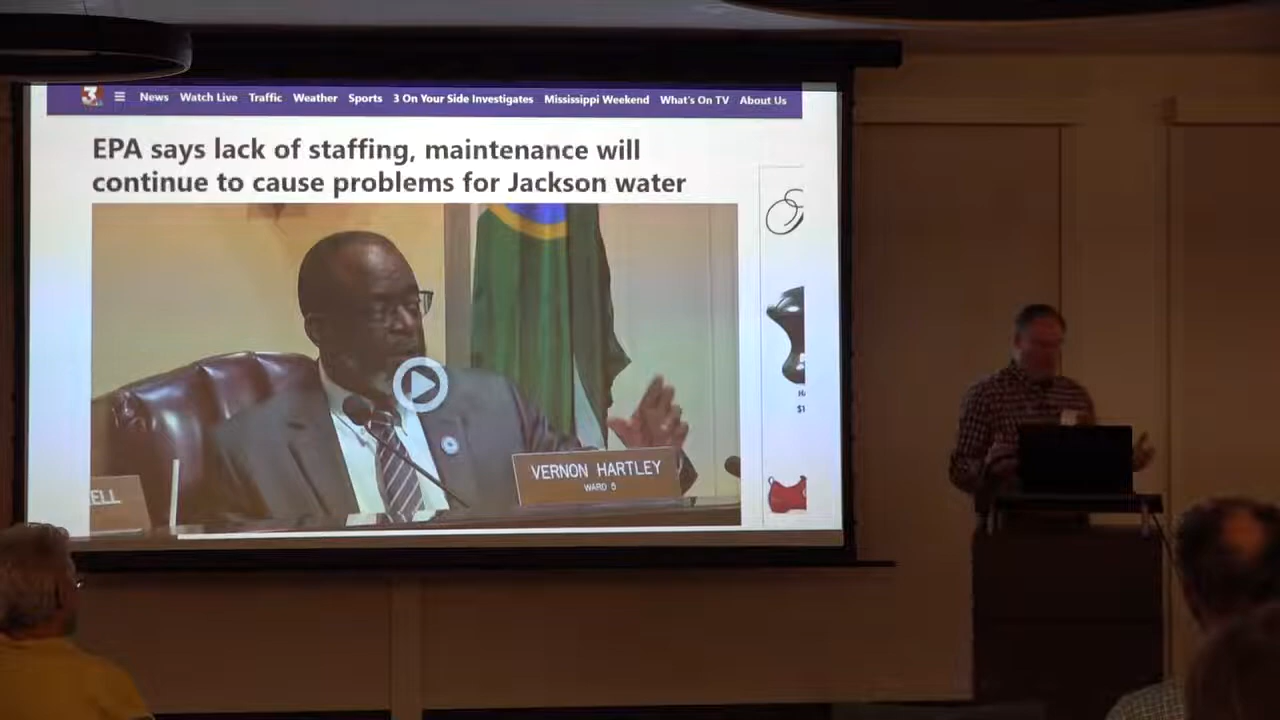 3
News Watch Live Traffic Weather Sports 3 On Your Side Investigates Mississippi Weekend What's On TV About Us
EPA says lack of staffing, maintenance will
continue to cause problems for Jackson water
ELL
VERNON HARTLEY
WARD 5